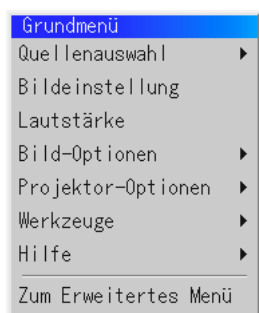 Grundmenü
Quellenauswahl
Bildeinstellung
Lautstärke
Bild-Optionen
Projektor-Optionen
Werkzeuge
Hilfe
Zum Erweitertes Menü